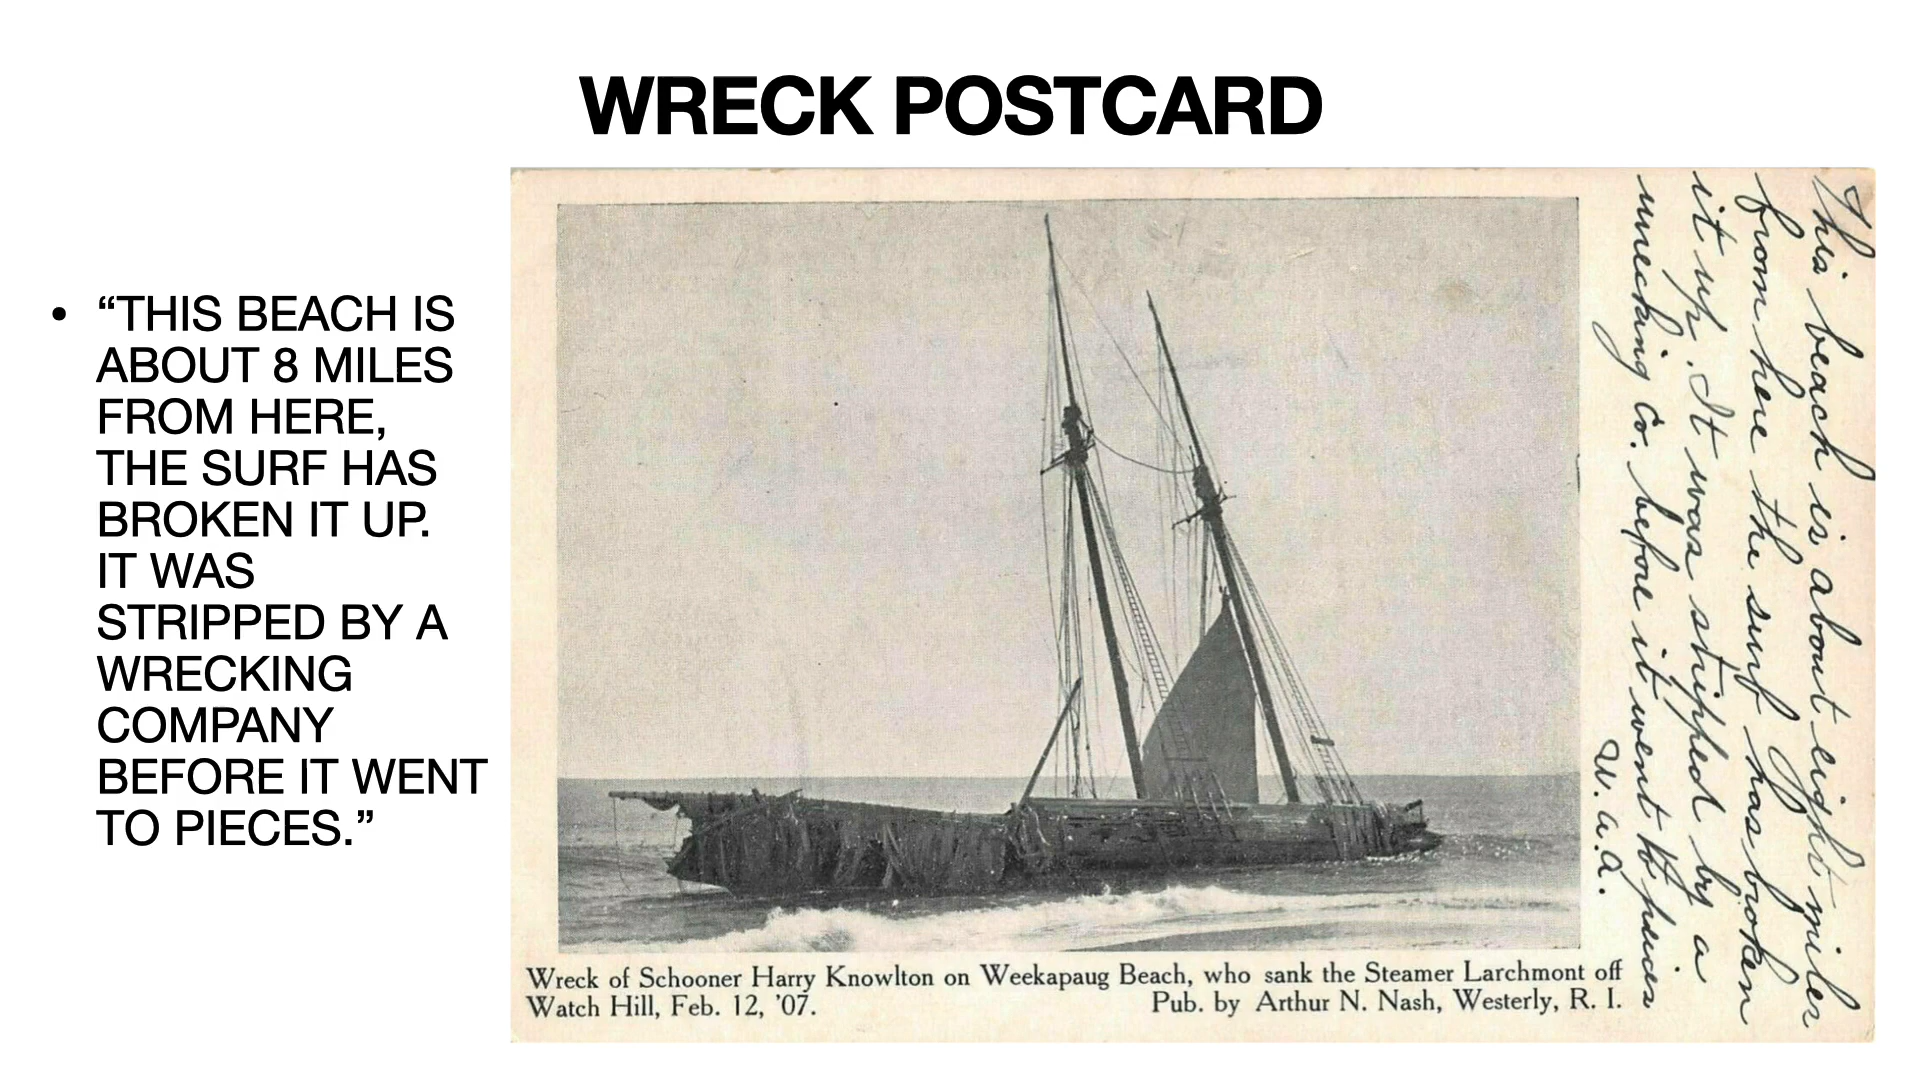 WRECK POSTCARD
• “THIS BEACH IS
ABOUT 8 MILES
FROM HERE,
THE SURF HAS
BROKEN IT UP.
IT WAS
STRIPPED BY A
WRECKING
COMPANY
BEFORE IT WENT
TO PIECES.”
This beach is about eight miles
from here the surf has broken
it up. It was stripped by a
wrecking Co. before it went to pieces
W. a. a.
Wreck of Schooner Harry Knowlton on Weekapaug Beach, who sank the Steamer Larchmont off
Watch Hill, Feb. 12, '07. Pub. by Arthur N. Nash, Westerly, R. I.